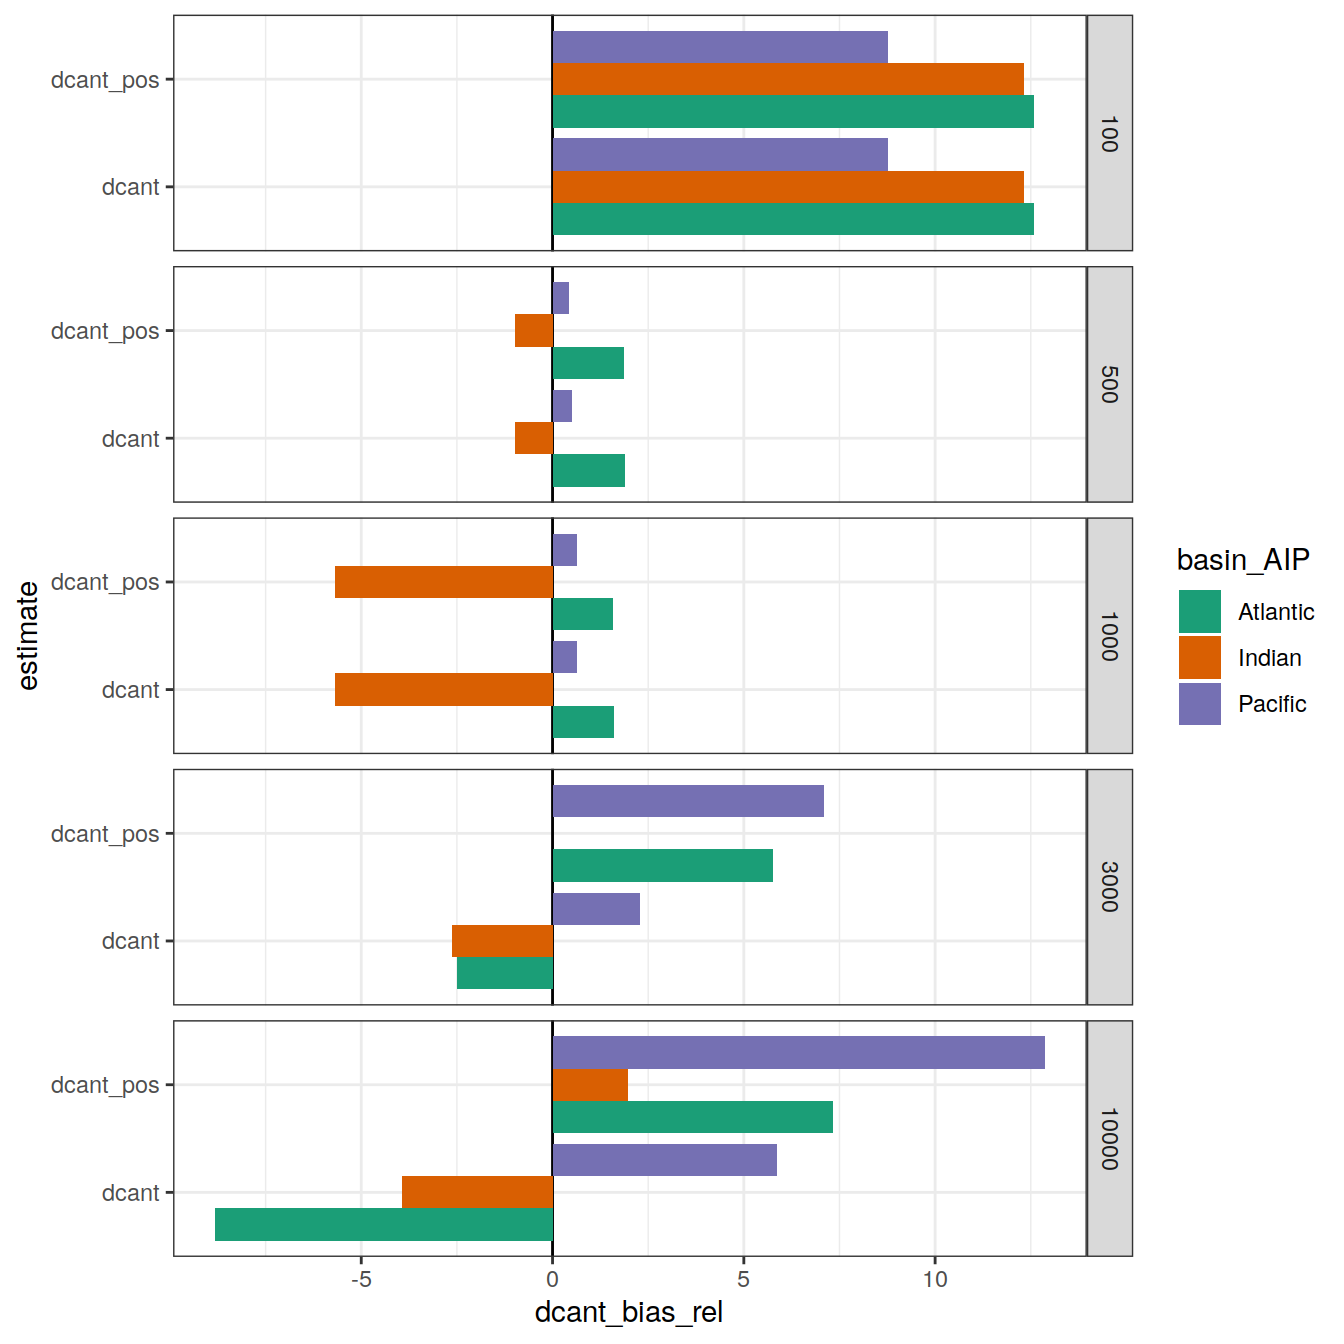 dcant_pos
dcant
100
dcant_pos
dcant
500
dcant_pos
dcant
1000
dcant_pos
dcant
3000
dcant_pos
dcant
10000
estimate
-5
0
5
10
dcant_bias_rel
basin_AIP
Atlantic
Indian
Pacific